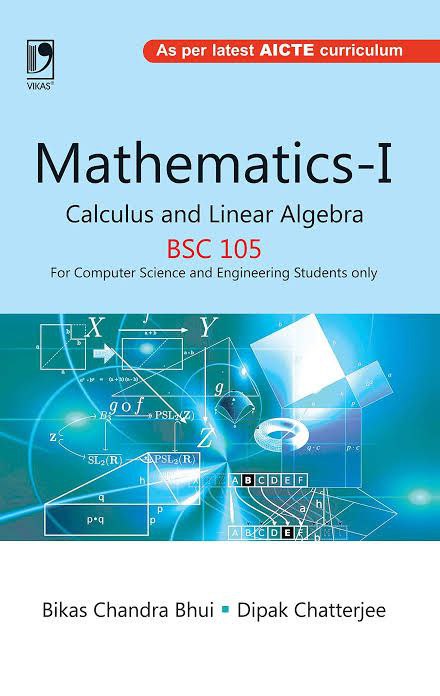 As per latest AICTE curriculum
VIKAS®
Mathematics-I
Calculus and Linear Algebra
BSC 105
For Computer Science and Engineering Students only
X f Y
a+b
g o f
PSL₂(Z)
g
z
Z
SL₂(R) PSL₂(R)
h
q
p
p•q
p
A B C D E F
a
h
A B C D E F
q•c
p•c
Bikas Chandra Bhui ▪ Dipak Chatterjee